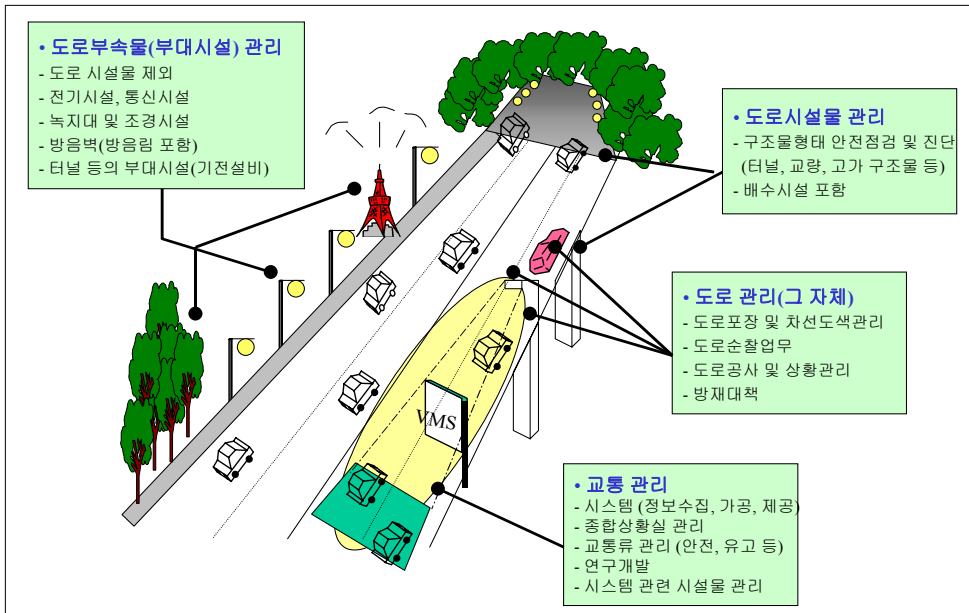 • 도로부속물(부대시설) 관리
- 도로 시설물 제외
- 전기시설, 통신시설
- 녹지대 및 조경시설
- 방음벽(방음림 포함)
- 터널 등의 부대시설(기전설비)
• 도로시설물 관리
- 구조물형태 안전점검 및 진단
(터널, 교량, 고가 구조물 등)
- 배수시설 포함
• 도로 관리(그 자체)
- 도로포장 및 차선도색관리
- 도로순찰업무
- 도로공사 및 상황관리
- 방재대책
VMS
• 교통 관리
- 시스템 (정보수집, 가공, 제공)
- 종합상황실 관리
- 교통류 관리 (안전, 유고 등)
- 연구개발
- 시스템 관련 시설물 관리